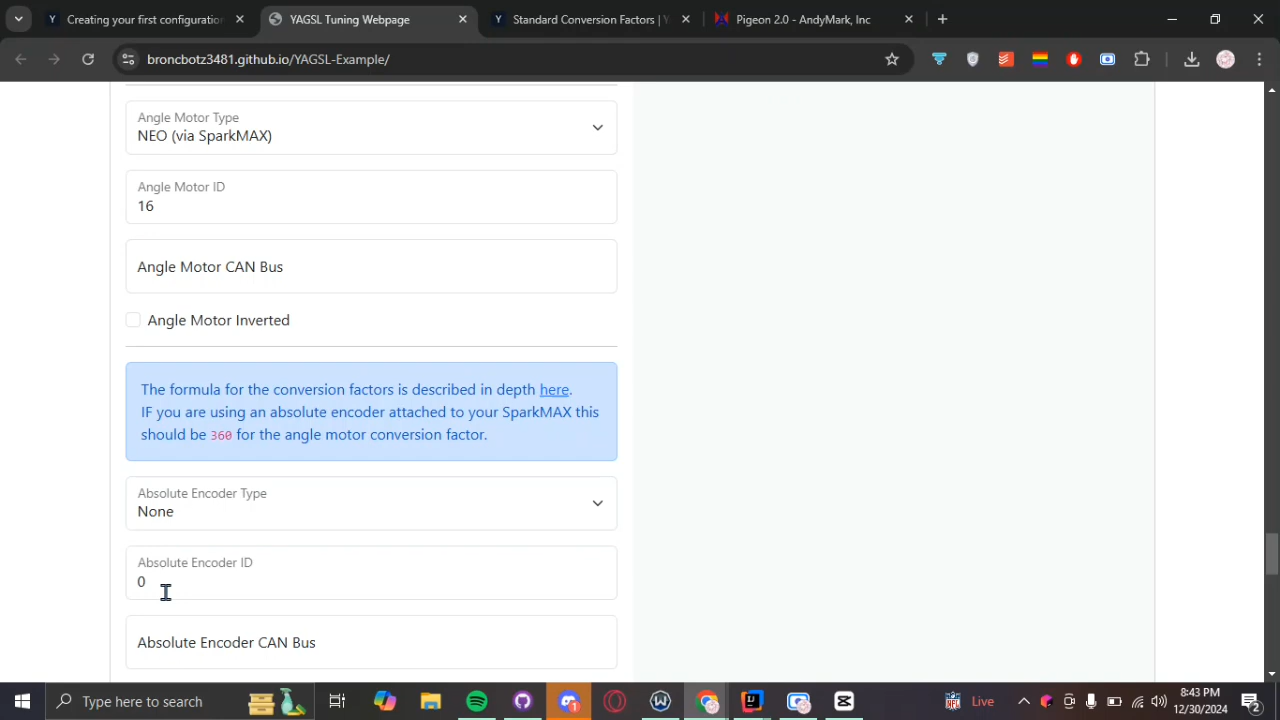 Creating your first configuration
YAGSL Tuning Webpage
Standard Conversion Factors |
Pigeon 2.0 - AndyMark, Inc
broncbotz3481.github.io/YAGSL-Example/
Angle Motor Type
NEO (via SparkMAX)
Angle Motor ID
16
Angle Motor CAN Bus
Angle Motor Inverted
The formula for the conversion factors is described in depth here.
IF you are using an absolute encoder attached to your SparkMAX this
should be 360 for the angle motor conversion factor.
Absolute Encoder Type
None
Absolute Encoder ID
0
Absolute Encoder CAN Bus
Type here to search
Live
8:43 PM
12/30/2024